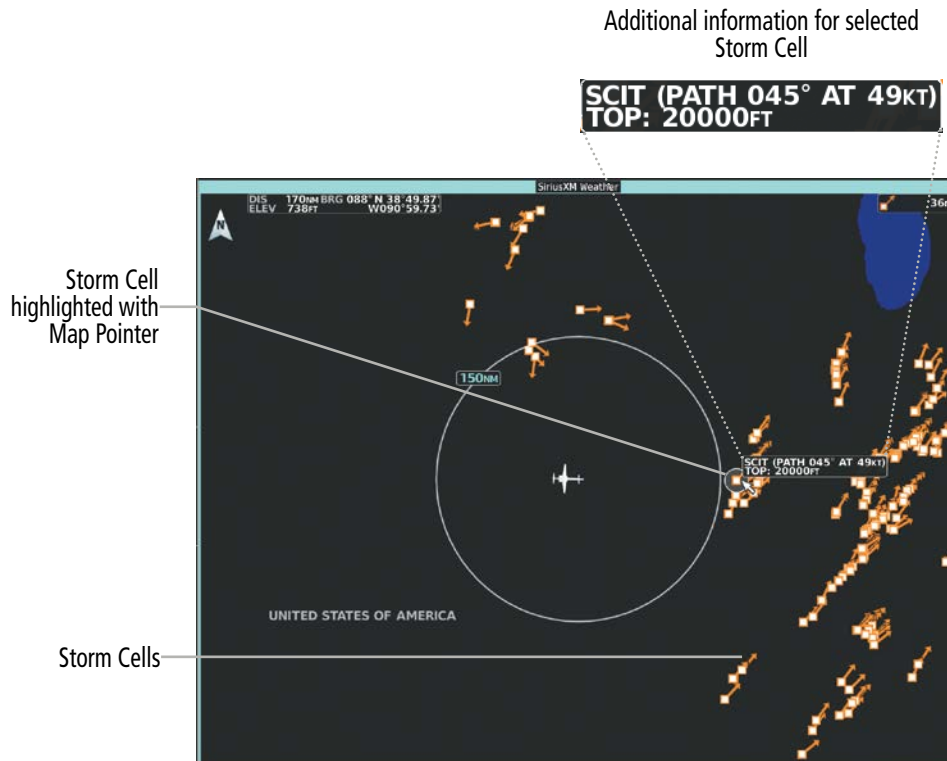 Additional information for selected
Storm Cell
SCIT (PATH 045° AT 49KT)
TOP: 20000FT
SiriusXM Weather
DIS 170NM BRG 088° N 38°49.87'
ELEV 738FT W090°59.73'
N
36
Storm Cell
highlighted with
Map Pointer
150NM
SCIT (PATH 045° AT 49KT)
TOP: 20000FT
UNITED STATES OF AMERICA
Storm Cells